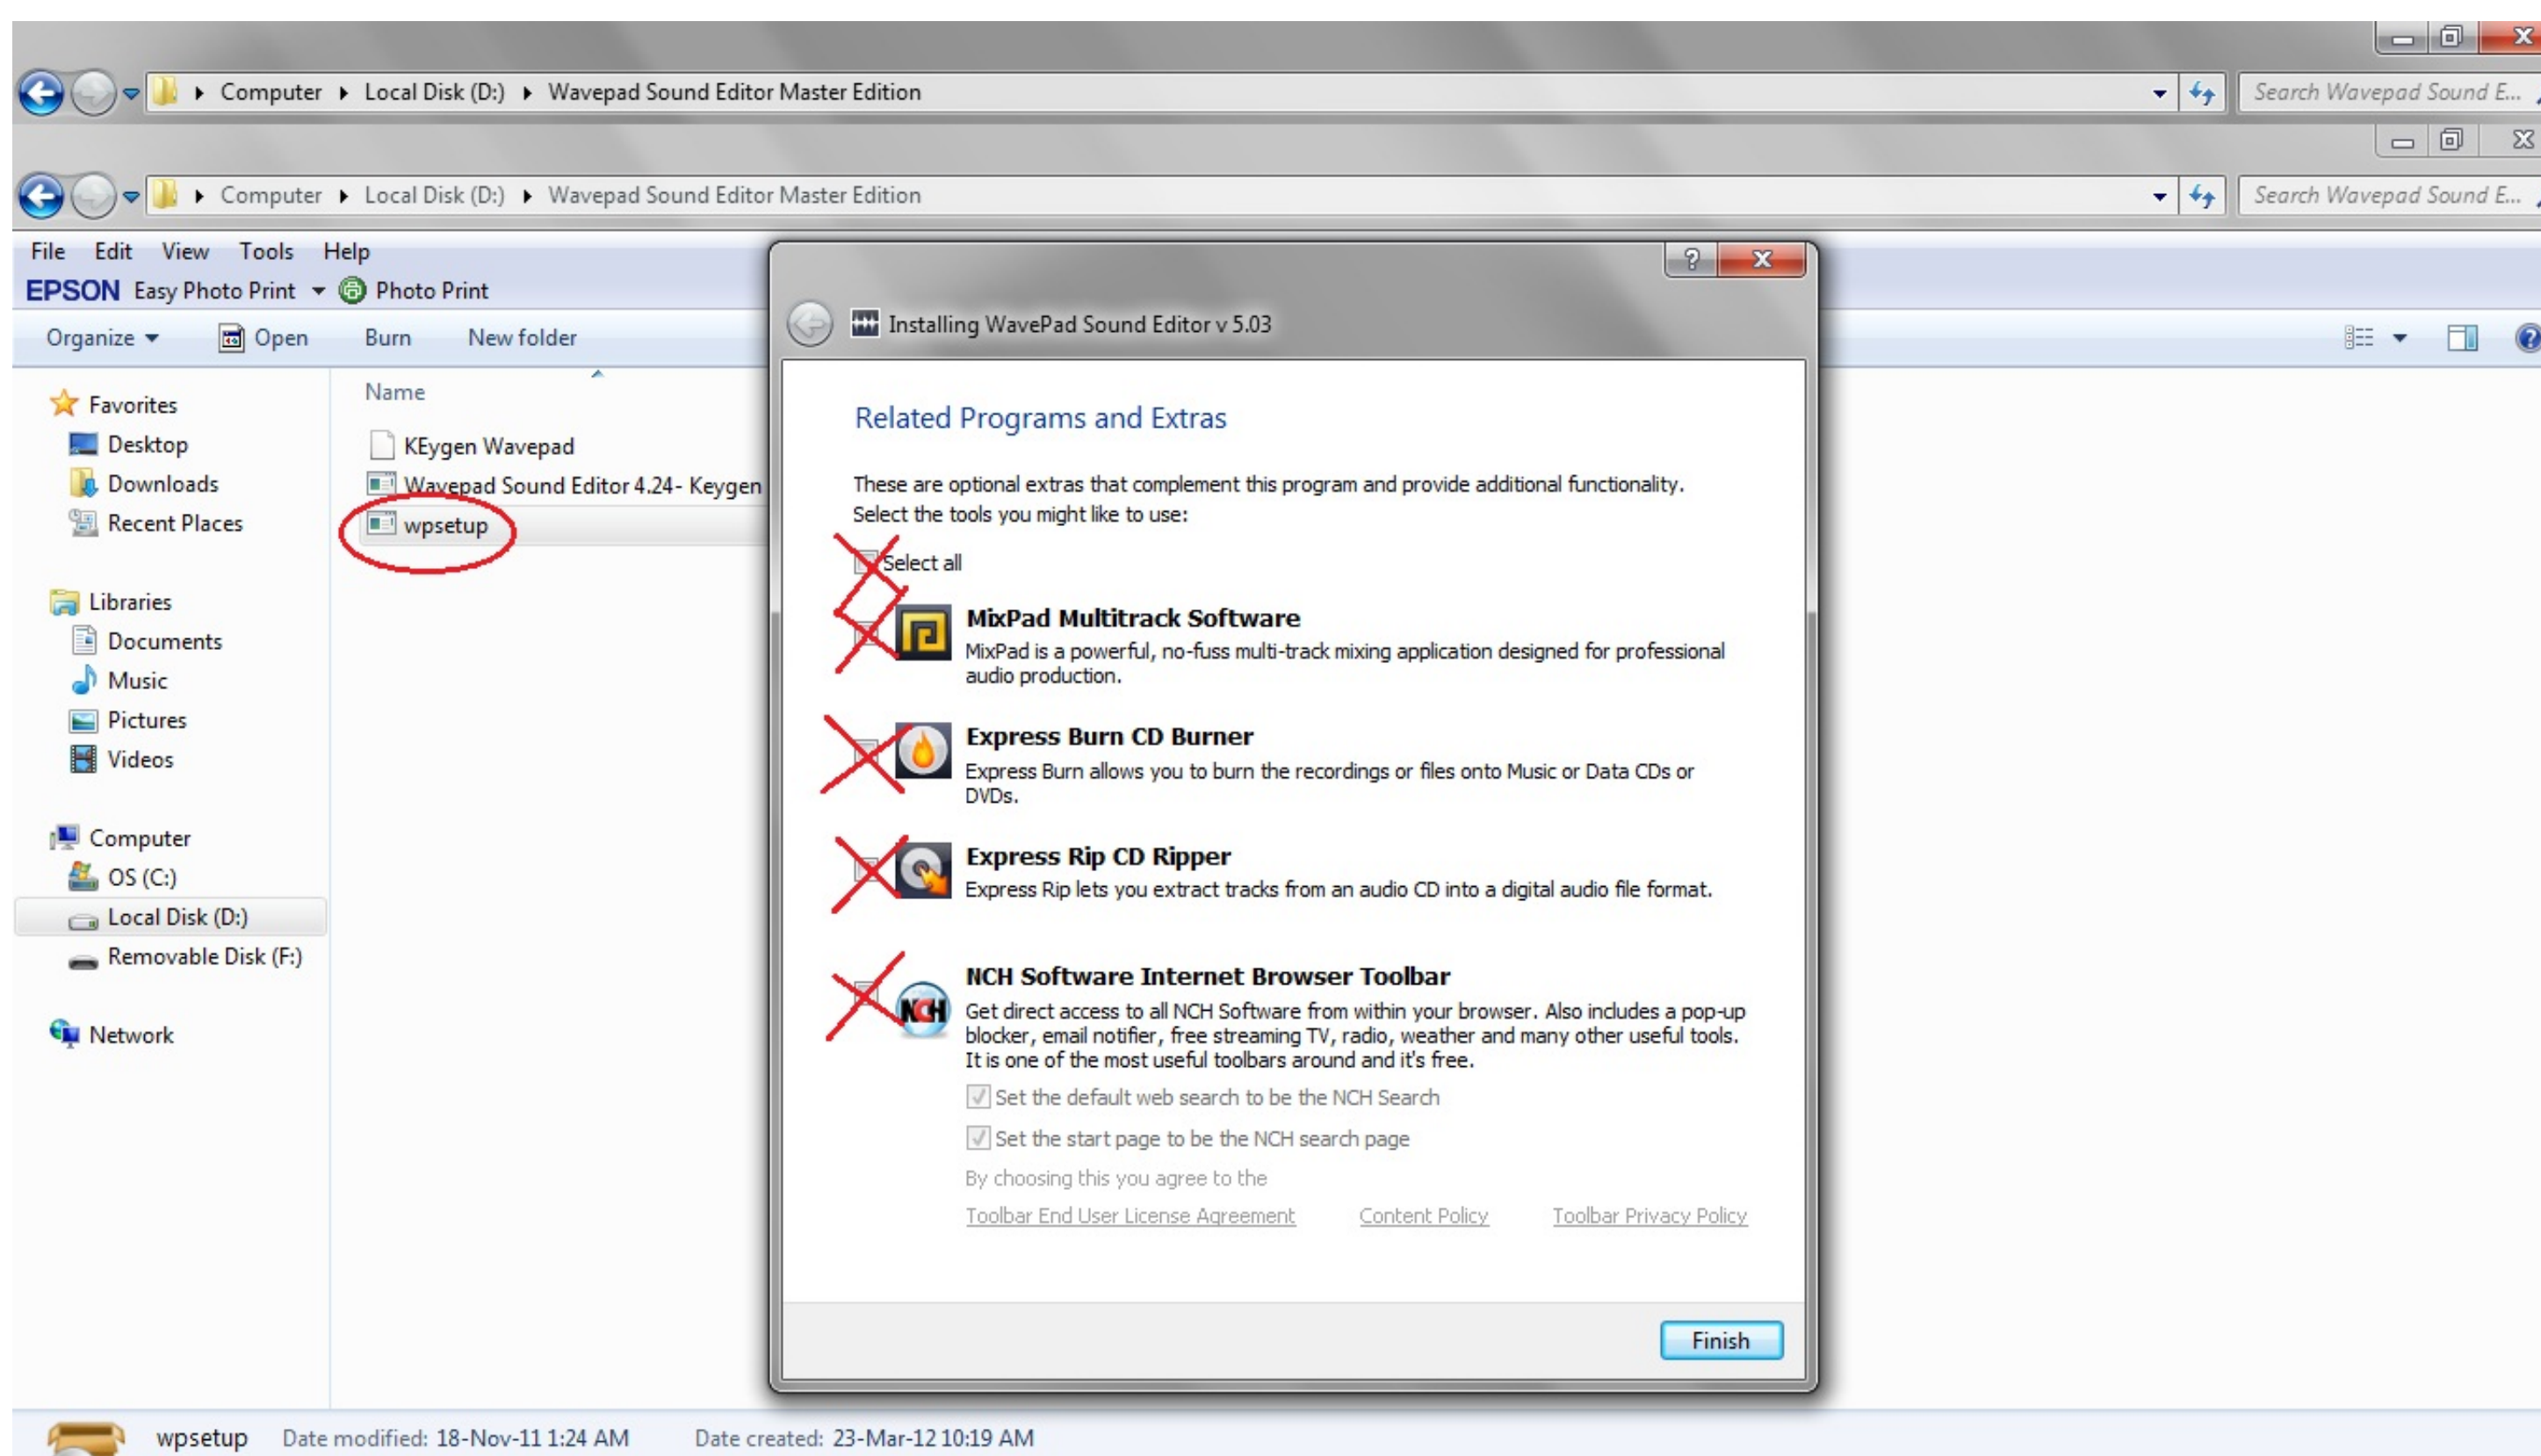 Computer Local Disk (D:) Wavepad Sound Editor Master Edition Search Wavepad Sound E...
Computer Local Disk (D:) Wavepad Sound Editor Master Edition Search Wavepad Sound E...
File Edit View Tools Help
EPSON Easy Photo Print Photo Print
Organize Open Burn New folder
Favorites
Desktop
Downloads
Recent Places
Libraries
Documents
Music
Pictures
Videos
Computer
OS (C:)
Local Disk (D:)
Removable Disk (F:)
Network
Name
KEygen Wavepad
Wavepad Sound Editor 4.24- Keygen
wpsetup
Installing WavePad Sound Editor v 5.03
Related Programs and Extras
These are optional extras that complement this program and provide additional functionality.
Select the tools you might like to use:
Select all
MixPad Multitrack Software
MixPad is a powerful, no-fuss multi-track mixing application designed for professional
audio production.
Express Burn CD Burner
Express Burn allows you to burn the recordings or files onto Music or Data CDs or
DVDs.
Express Rip CD Ripper
Express Rip lets you extract tracks from an audio CD into a digital audio file format.
NCH
NCH Software Internet Browser Toolbar
Get direct access to all NCH Software from within your browser. Also includes a pop-up
blocker, email notifier, free streaming TV, radio, weather and many other useful tools.
It is one of the most useful toolbars around and it's free.
Set the default web search to be the NCH Search
Set the start page to be the NCH search page
By choosing this you agree to the
Toolbar End User License Agreement Content Policy Toolbar Privacy Policy
Finish
wpsetup Date modified: 18-Nov-11 1:24 AM Date created: 23-Mar-12 10:19 AM